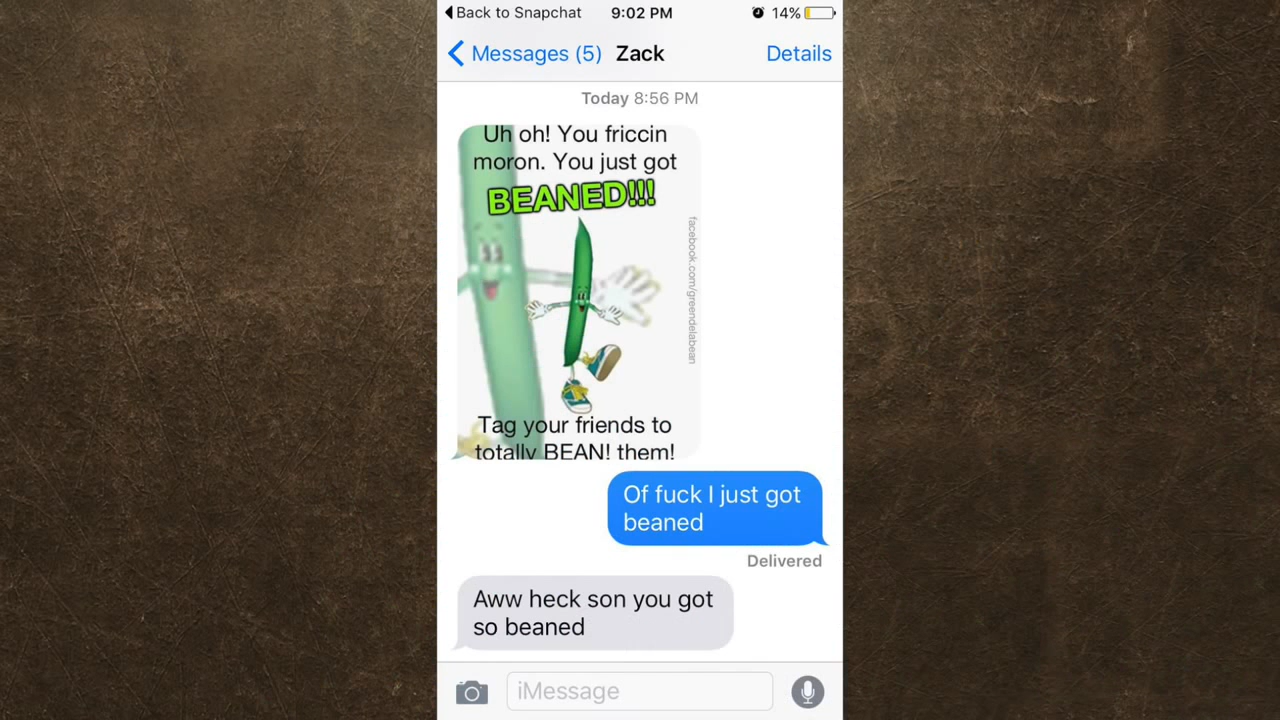 Back to Snapchat 9:02 PM 14%
Messages (5) Zack Details
Today 8:56 PM
Uh oh! You friccin
moron. You just got
BEANED!!!
facebook.com/greendelabean
Tag your friends to
totally BEAN! them!
Of fuck I just got
beaned
Delivered
Aww heck son you got
so beaned
iMessage